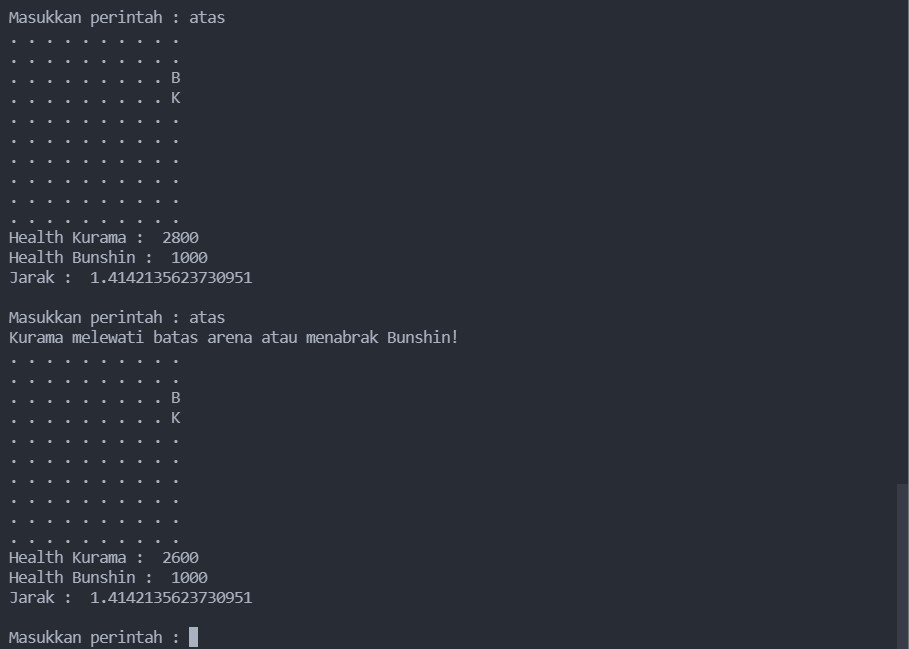 Masukkan perintah : atas
. . . . . . . . . .
. . . . . . . . . .
. . . . . . . . . B
. . . . . . . . . K
. . . . . . . . . .
. . . . . . . . . .
. . . . . . . . . .
. . . . . . . . . .
. . . . . . . . . .
. . . . . . . . . .
Health Kurama :  2800
Health Bunshin :  1000
Jarak :  1.4142135623730951
Masukkan perintah : atas
Kurama melewati batas arena atau menabrak Bunshin!
. . . . . . . . . .
. . . . . . . . . .
. . . . . . . . . B
. . . . . . . . . K
. . . . . . . . . .
. . . . . . . . . .
. . . . . . . . . .
. . . . . . . . . .
. . . . . . . . . .
. . . . . . . . . .
Health Kurama :  2600
Health Bunshin :  1000
Jarak :  1.4142135623730951
Masukkan perintah :